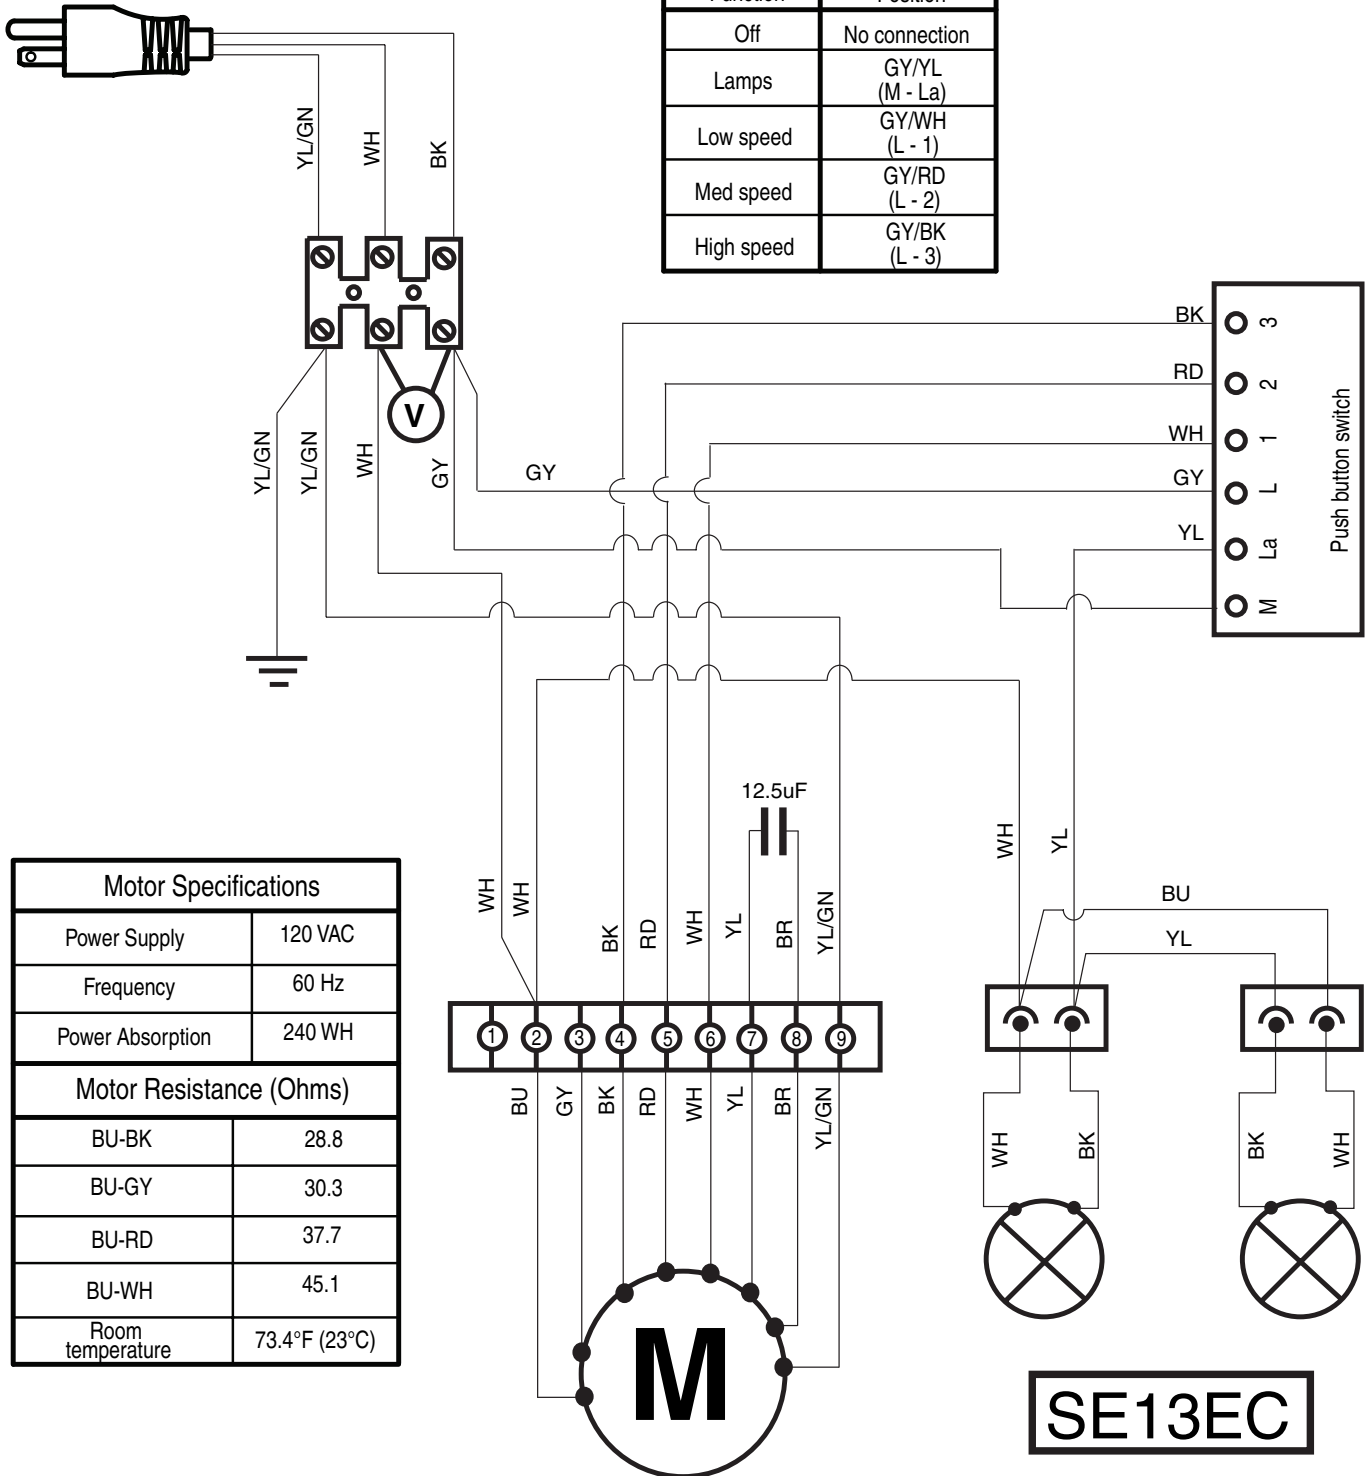 Function Position
Off No connection
Lamps GY/YL
(M - La)
Low speed GY/WH
(L - 1)
Med speed GY/RD
(L - 2)
High speed GY/BK
(L - 3)
YL/GN
WH
BK
V
YL/GN
YL/GN
WH
GY
GY
BK 3
RD 2
WH 1
GY L
YL La
M
Push button switch
12.5uF
WH
WH
BK
RD
WH
YL
BR
YL/GN
WH
YL
BU
YL
1 2 3 4 5 6 7 8 9
BU
GY
BK
RD
WH
YL
BR
YL/GN
WH
BK
BK
WH
M
Motor Specifications
Power Supply 120 VAC
Frequency 60 Hz
Power Absorption 240 WH
Motor Resistance (Ohms)
BU-BK 28.8
BU-GY 30.3
BU-RD 37.7
BU-WH 45.1
Room
temperature 73.4°F (23°C)
SE13EC